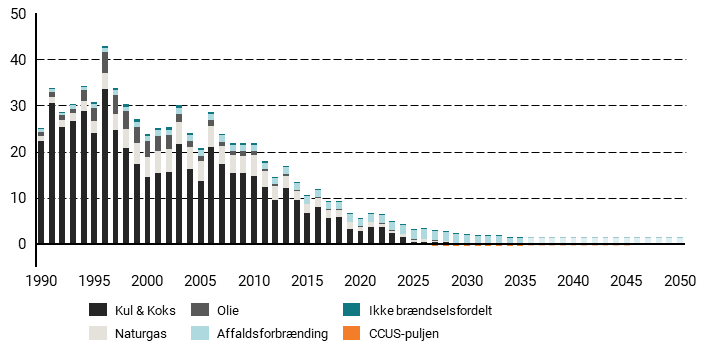 50
40
30
20
10
0
1990 1995 2000 2005 2010 2015 2020 2025 2030 2035 2040 2045 2050
Kul & Koks Olie Ikke brændselsfordelt
Naturgas Affaldsforbrænding CCUS-puljen